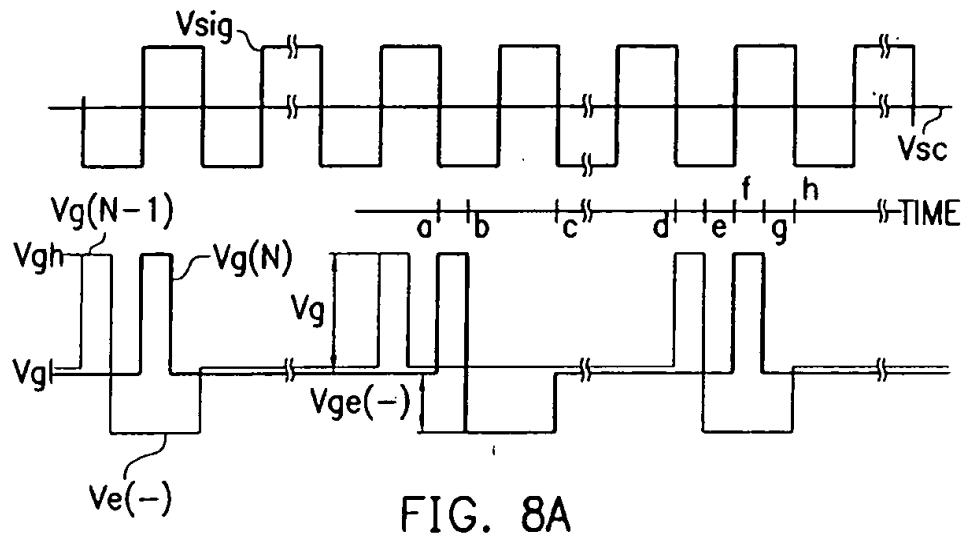 Vsig
Vsc
a b c d e f g h TIME
Vg(N-1)
Vgh
Vg(N)
Vg
Vgl
Vge(-)
Ve(-)
FIG. 8A